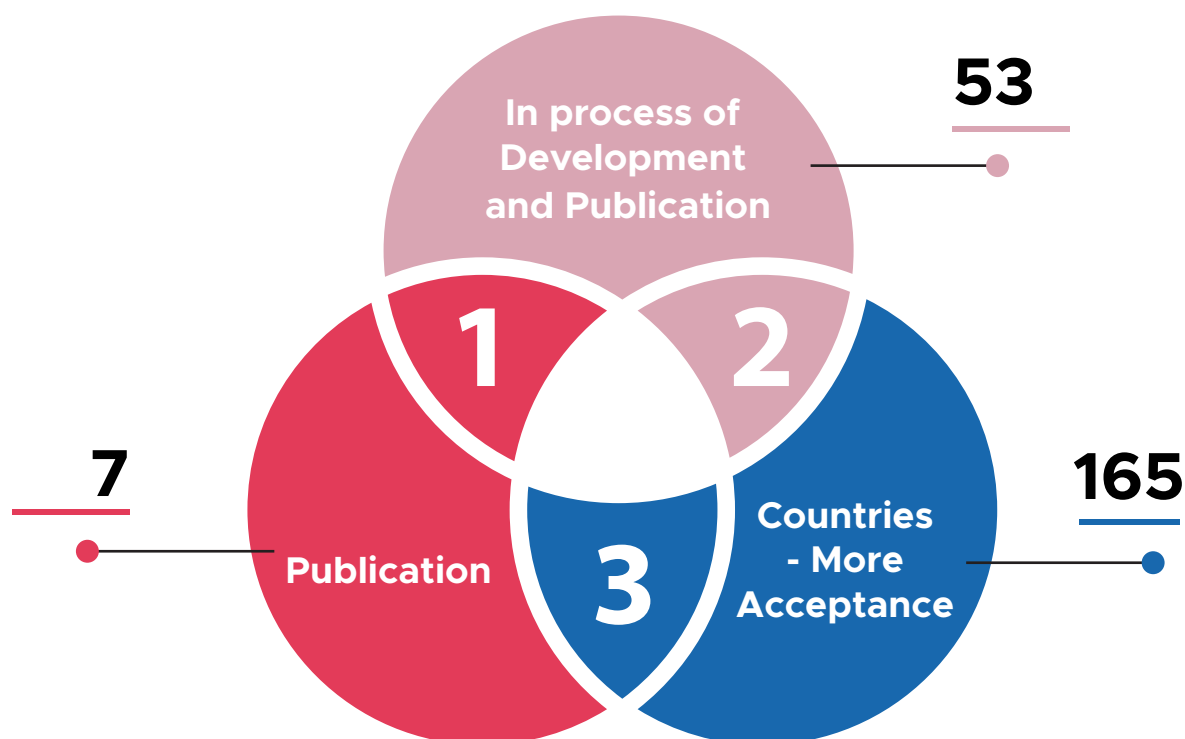 53
In process of
Development
and Publication
1
2
7
Publication
165
Countries
- More
Acceptance
3